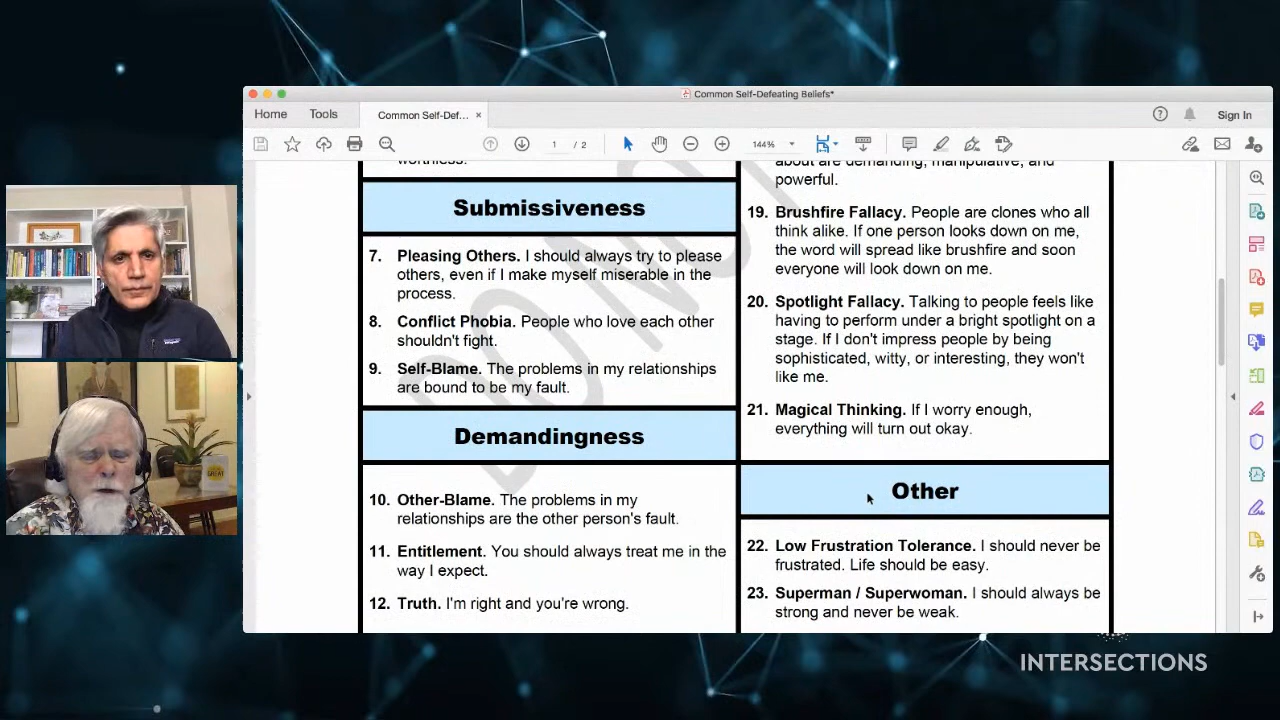 Common Self-Defeating Beliefs*
Home
Tools
Common Self-Def... ×
Sign In
1 / 2
144%
worthless.
Submissiveness
7. Pleasing Others. I should always try to please
others, even if I make myself miserable in the
process.
8. Conflict Phobia. People who love each other
shouldn't fight.
9. Self-Blame. The problems in my relationships
are bound to be my fault.
Demandingness
10. Other-Blame. The problems in my
relationships are the other person's fault.
11. Entitlement. You should always treat me in the
way I expect.
12. Truth. I'm right and you're wrong.
about are demanding, manipulative, and
powerful.
19. Brushfire Fallacy. People are clones who all
think alike. If one person looks down on me,
the word will spread like brushfire and soon
everyone will look down on me.
20. Spotlight Fallacy. Talking to people feels like
having to perform under a bright spotlight on a
stage. If I don't impress people by being
sophisticated, witty, or interesting, they won't
like me.
21. Magical Thinking. If I worry enough,
everything will turn out okay.
Other
22. Low Frustration Tolerance. I should never be
frustrated. Life should be easy.
23. Superman / Superwoman. I should always be
strong and never be weak.
DO NOT
INTERSECTIONS